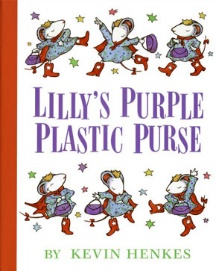 LILLY'S PURPLE
PLASTIC PURSE
BY KEVIN HENKES